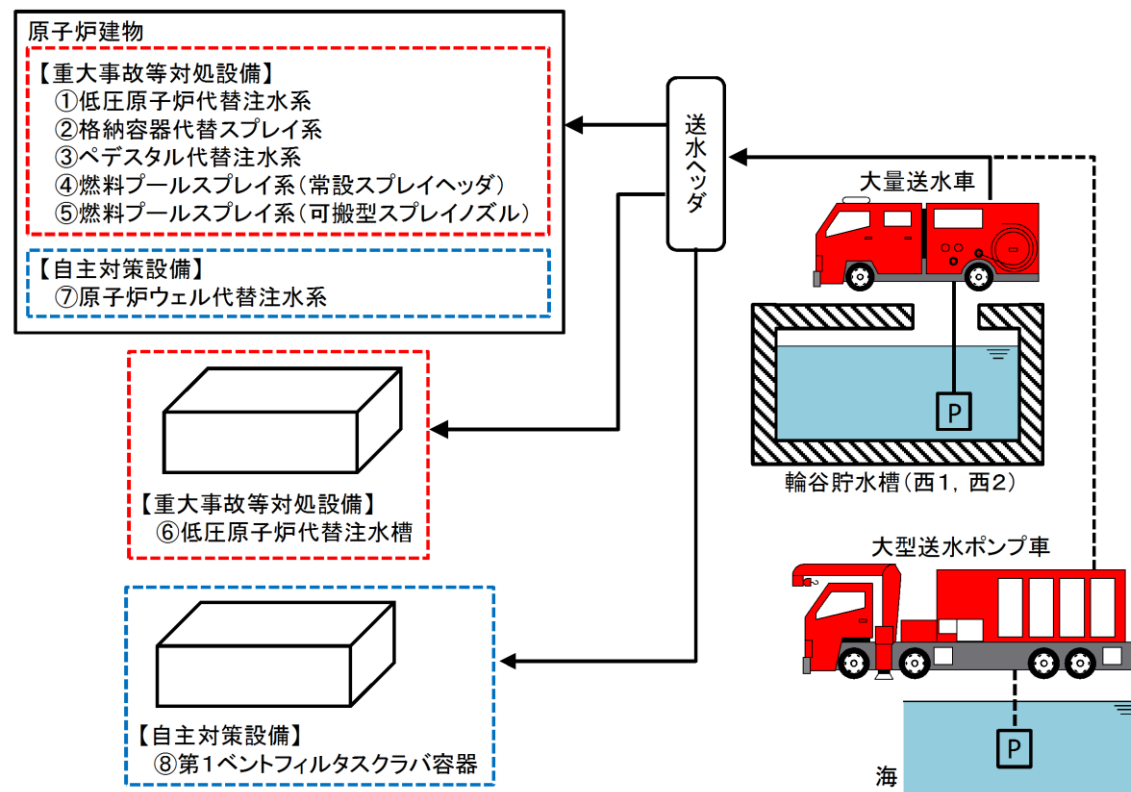 原子炉建物
【重大事故等対処設備】
①低圧原子炉代替注水系
②格納容器代替スプレイ系
③ペデスタル代替注水系
④燃料プールスプレイ系(常設スプレイヘッダ)
⑤燃料プールスプレイ系(可搬型スプレイノズル)
【自主対策設備】
⑦原子炉ウェル代替注水系
送水ヘッダ
大量送水車
P
輪谷貯水槽(西1,西2)
【重大事故等対処設備】
⑥低圧原子炉代替注水槽
大型送水ポンプ車
【自主対策設備】
⑧第1ベントフィルタスクラバ容器
P
海